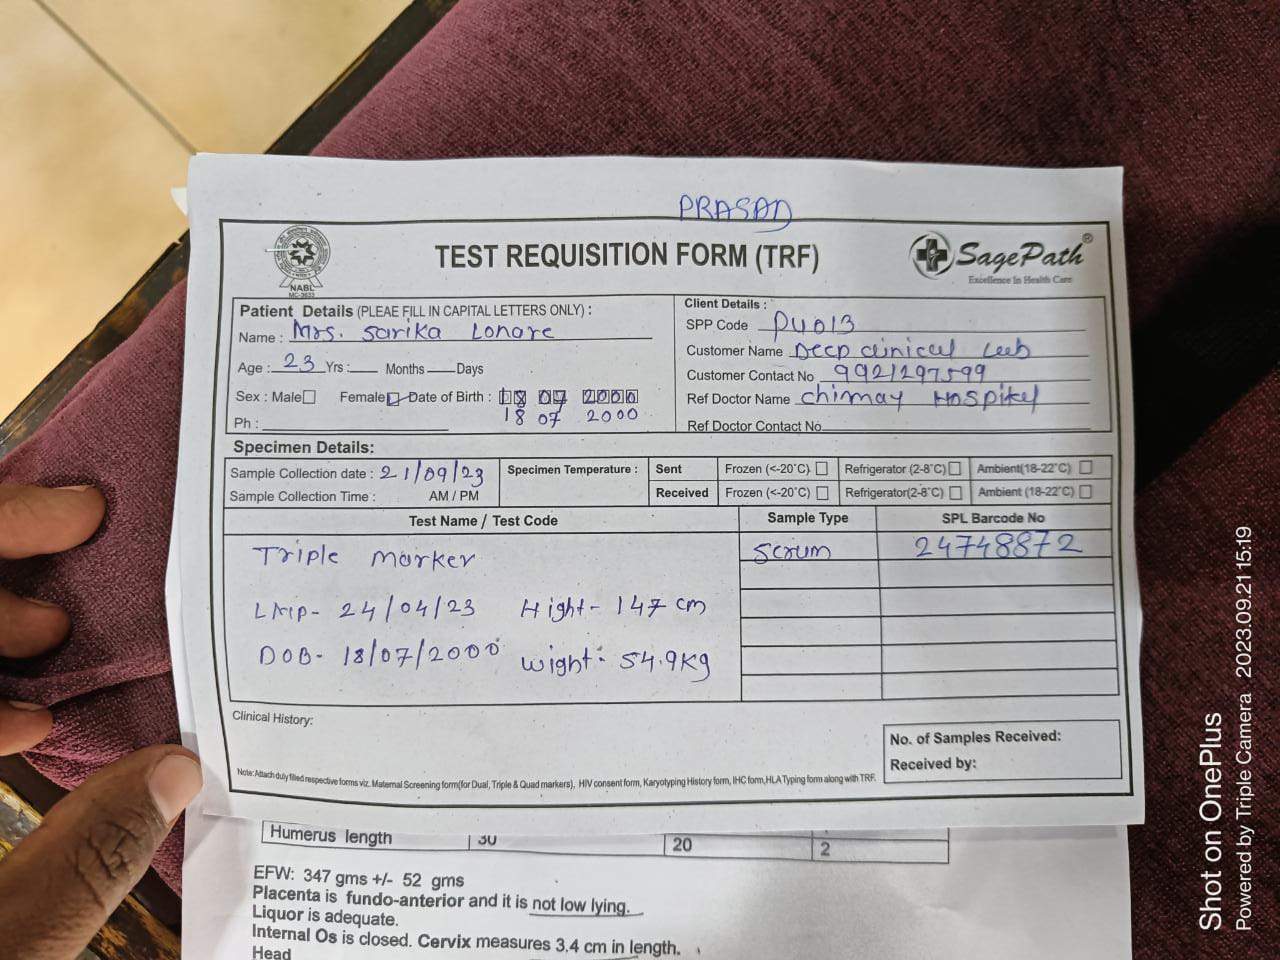 PRASAD
NABL
MC-3633
TEST REQUISITION FORM (TRF)
SagePath®
Excellence In Health Care
Patient Details (PLEAE FILL IN CAPITAL LETTERS ONLY) :
Name : Mrs. Sarika Lonare
Age : 23 Yrs : Months Days
Sex : Male Female Date of Birth : 18 07 2000
18 07 2000
Ph :
Client Details :
SPP Code PU013
Customer Name Deep clinical Leb
Customer Contact No 9921297599
Ref Doctor Name chimay Hospitel
Ref Doctor Contact No.
Specimen Details:
Sample Collection date : 21/09/23
Sample Collection Time : AM / PM
Specimen Temperature :
Sent Frozen (<-20°C) Refrigerator (2-8°C) Ambient(18-22°C)
Received Frozen (<-20°C) Refrigerator(2-8°C) Ambient (18-22°C)
Test Name / Test Code Sample Type SPL Barcode No
Triple Marker Serum 24748872
LMP- 24/04/23 Hight- 147 cm
DOB- 18/07/2000 Wight- 54.9Kg
Clinical History:
No. of Samples Received:
Received by:
Note: Attach duly filled respective forms viz. Maternal Screening form(for Dual, Triple & Quad markers), HIV consent form, Karyotyping History form, IHC form,HLA Typing form along with TRF.
Humerus length 30 20 2
EFW: 347 gms +/- 52 gms
Placenta is fundo-anterior and it is not low lying.
Liquor is adequate.
Internal Os is closed. Cervix measures 3.4 cm in length.
Head
Shot on OnePlus
Powered by Triple Camera 2023.09.21 15:19